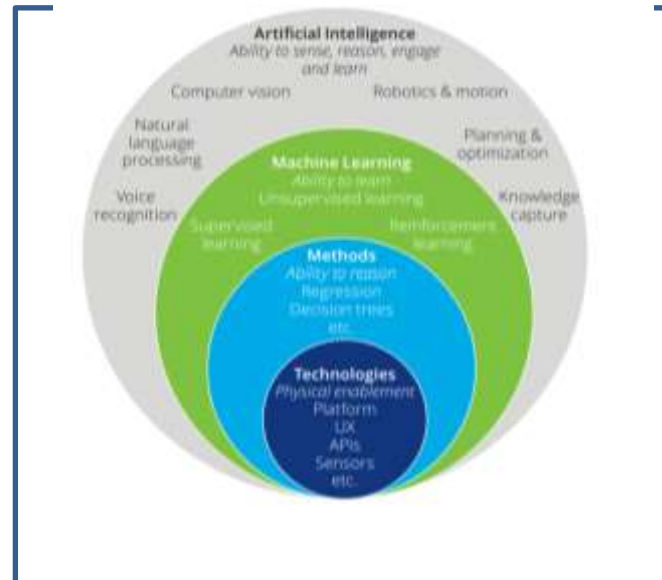 Artificial Intelligence
Ability to sense, reason, engage
and learn
Computer vision
Robotics & motion
Natural
language
processing
Planning &
optimization
Voice
recognition
Knowledge
capture
Machine Learning
Ability to learn
Unsupervised learning
Supervised
learning
Reinforcement
learning
Methods
Ability to reason
Regression
Decision trees
etc.
Technologies
Physical enablement
Platform
UX
APIs
Sensors
etc.